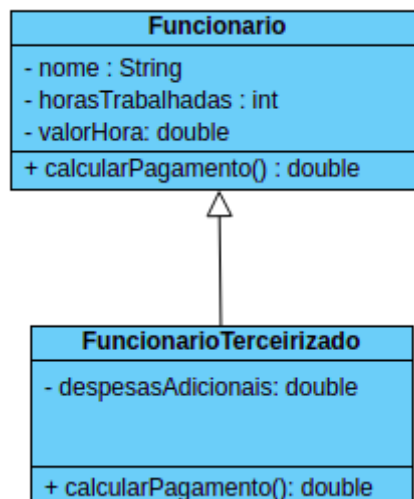 Funcionario
- nome : String
- horasTrabalhadas : int
- valorHora: double
+ calcularPagamento() : double
FuncionarioTerceirizado
- despesasAdicionais: double
+ calcularPagamento(): double